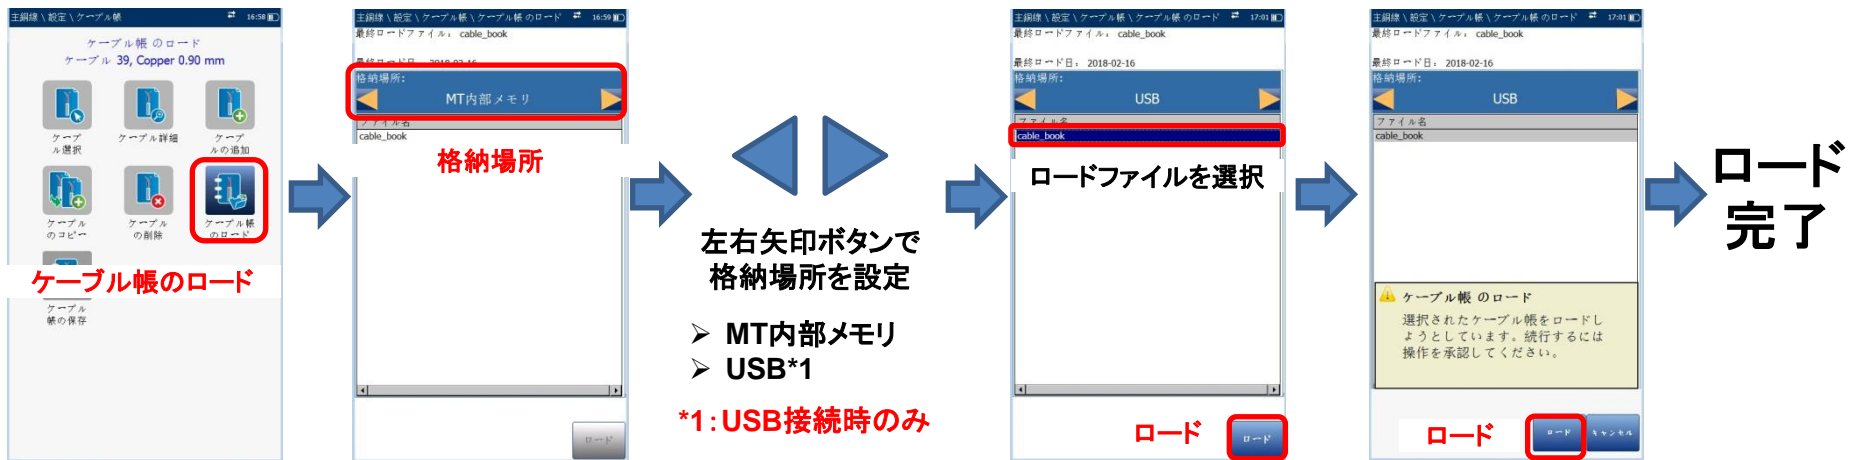 主銅線 \ 設定 \ ケーブル帳
16:58
ケーブル帳 のロード
ケーブル 39, Copper 0.90 mm
ケーブ
ル選択
ケーブル詳細
ケーブ
ルの追加
ケーブル
のコピー
ケーブル
の削除
ケーブル帳
のロード
ケーブル帳のロード
ケーブル
帳の保存
主銅線 \ 設定 \ ケーブル帳 \ ケーブル帳 のロード
16:59
最終ロードファイル: cable_book
最終ロード日: 2018-02-16
格納場所:
MT内部メモリ
ファイル名
cable_book
格納場所
ロード
左右矢印ボタンで
格納場所を設定
➢ MT内部メモリ
➢ USB*1
*1:USB接続時のみ
主銅線 \ 設定 \ ケーブル帳 \ ケーブル帳 のロード
17:01
最終ロードファイル: cable_book
最終ロード日: 2018-02-16
格納場所:
USB
ファイル名
cable_book
ロードファイルを選択
ロード
ロード
主銅線 \ 設定 \ ケーブル帳 \ ケーブル帳 のロード
17:01
最終ロードファイル: cable_book
最終ロード日: 2018-02-16
格納場所:
USB
ファイル名
cable_book
ケーブル帳 のロード
選択されたケーブル帳をロードし
ようとしています。続行するには
操作を承認してください。
ロード
ロード
キャンセル
ロード
完了